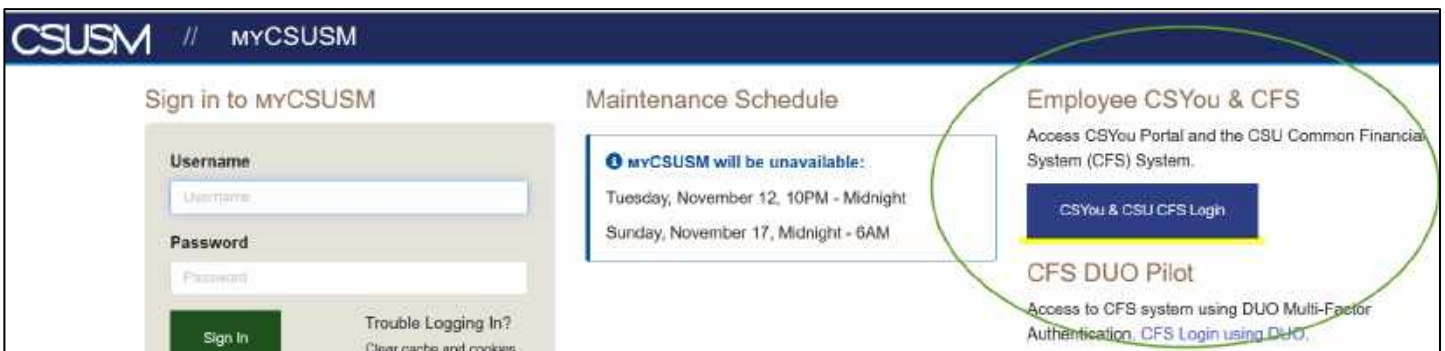 CSUSM // MYCSUSM
Sign in to MYCSUSM
Username
Username
Password
Password
Sign In
Trouble Logging In?
Clear cache and cookies
Maintenance Schedule
MYCSUSM will be unavailable:
Tuesday, November 12, 10PM - Midnight
Sunday, November 17, Midnight - 6AM
Employee CSYou & CFS
Access CSYou Portal and the CSU Common Financial
System (CFS) System.
CSYou & CSU CFS Login
CFS DUO Pilot
Access to CFS system using DUO Multi-Factor
Authentication. CFS Login using DUO.